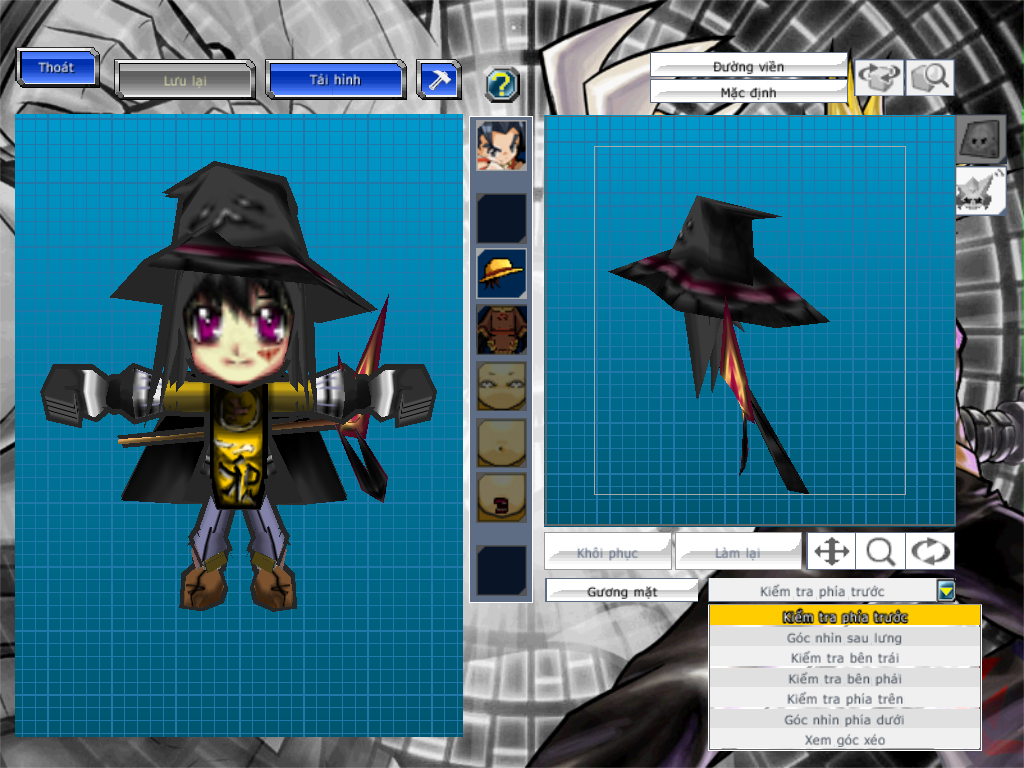 Thoát
Lưu lại
Tải hình
Đường viền
Mặc định
Khôi phục
Làm lại
Gương mặt
Kiểm tra phía trước
Kiểm tra phía trước
Góc nhìn sau lưng
Kiểm tra bên trái
Kiểm tra bên phải
Kiểm tra phía trên
Góc nhìn phía dưới
Xem góc xéo